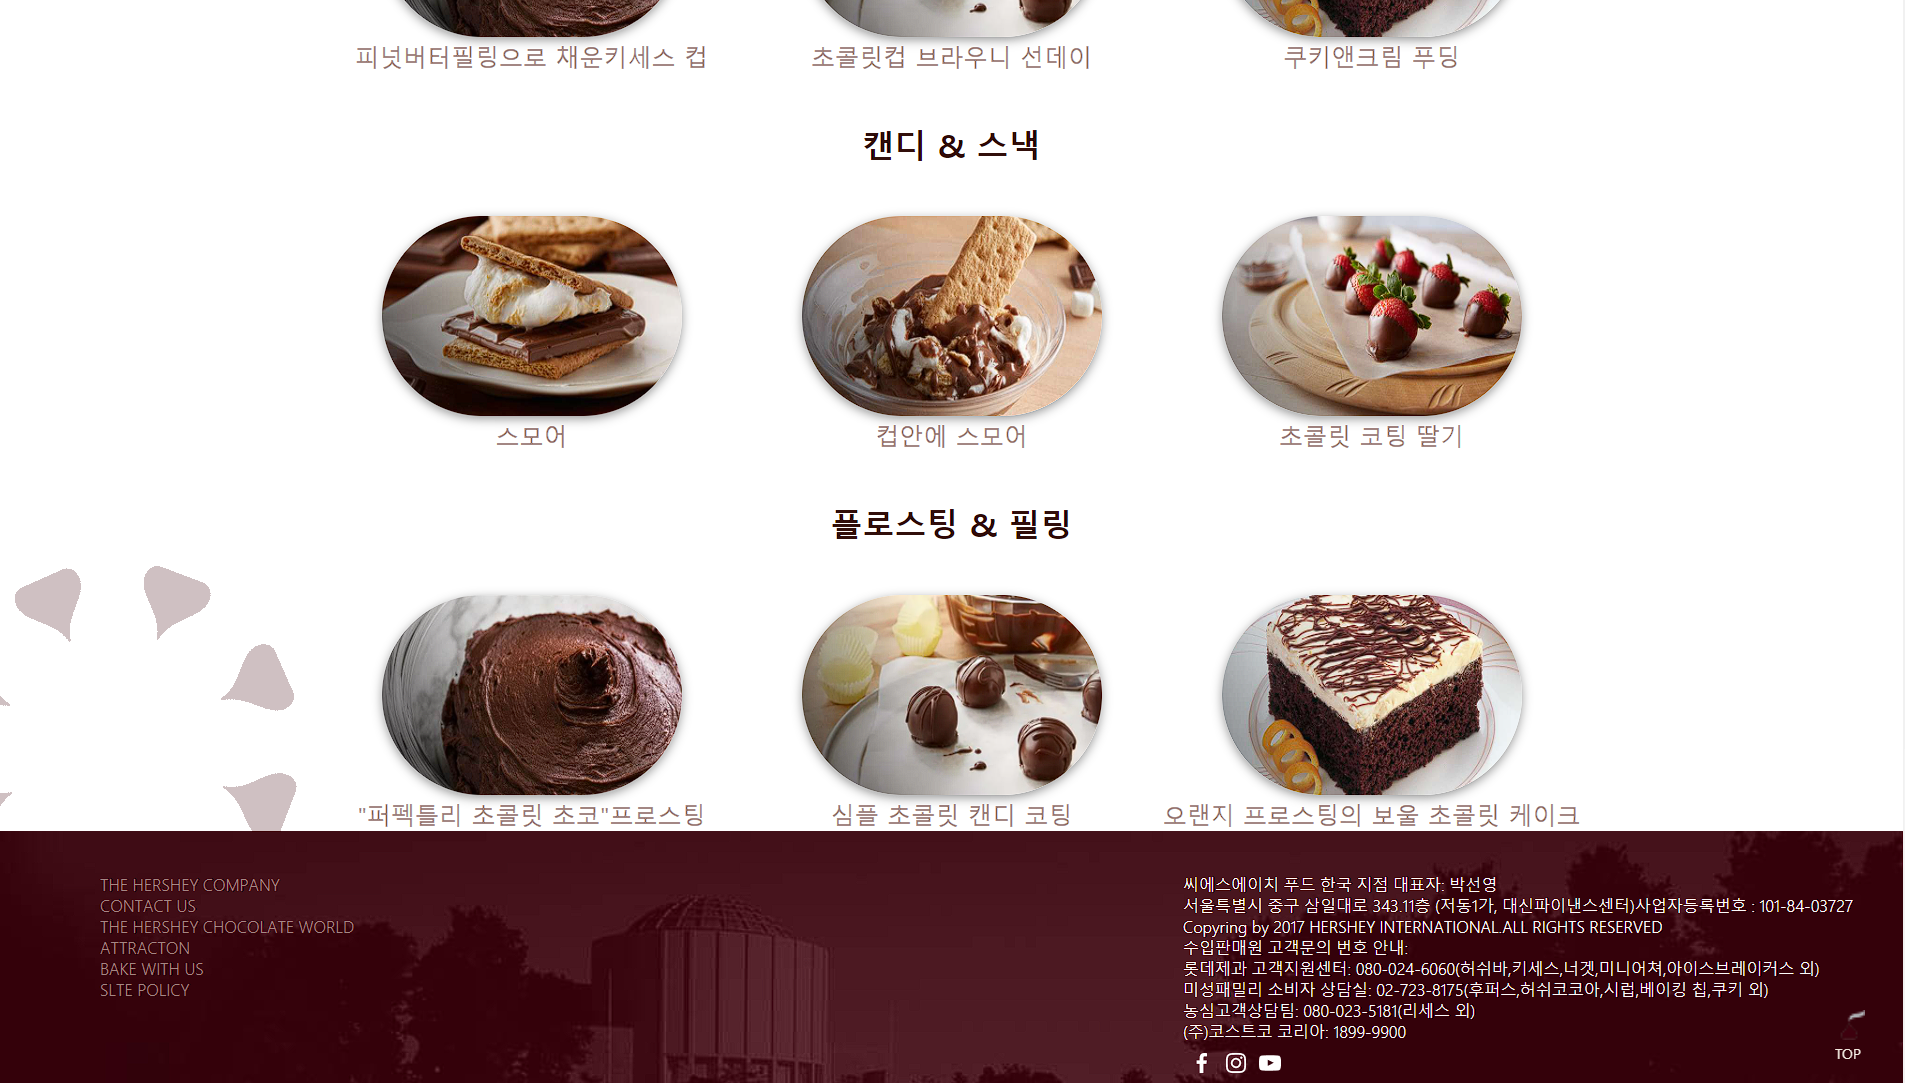 피넛버터필링으로 채운키세스 컵
초콜릿컵 브라우니 선데이
쿠키앤크림 푸딩
캔디 & 스낵
스모어
컵안에 스모어
초콜릿 코팅 딸기
플로스팅 & 필링
"퍼펙틀리 초콜릿 초코"프로스팅
심플 초콜릿 캔디 코팅
오랜지 프로스팅의 보울 초콜릿 케이크
THE HERSHEY COMPANY
CONTACT US
THE HERSHEY CHOCOLATE WORLD
ATTRACTON
BAKE WITH US
SLTE POLICY
씨에스에이치 푸드 한국 지점 대표자: 박선영
서울특별시 중구 삼일대로 343.11층 (저동1가, 대신파이낸스센터)사업자등록번호 : 101-84-03727
Copyring by 2017 HERSHEY INTERNATIONAL.ALL RIGHTS RESERVED
수입판매원 고객문의 번호 안내:
롯데제과 고객지원센터: 080-024-6060(허쉬바,키세스,너겟,미니어쳐,아이스브레이커스 외)
미성패밀리 소비자 상담실: 02-723-8175(후퍼스,허쉬코코아,시럽,베이킹 칩,쿠키 외)
농심고객상담팀: 080-023-5181(리세스 외)
(주)코스트코 코리아: 1899-9900
TOP